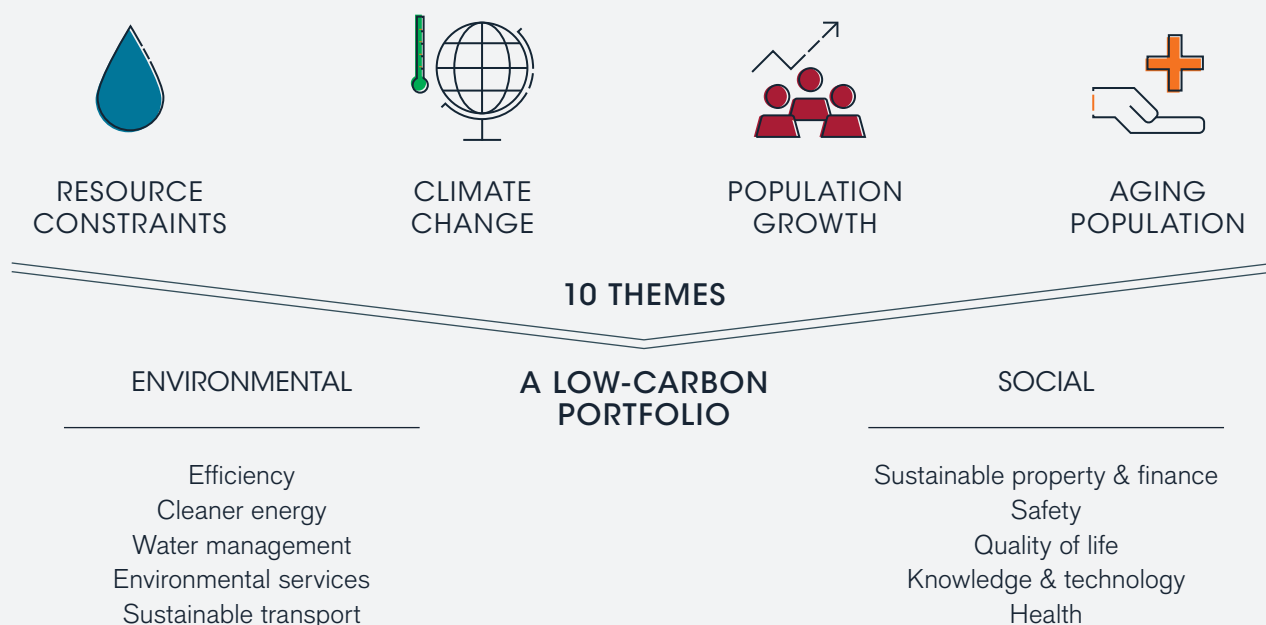 RESOURCE
CONSTRAINTS
CLIMATE
CHANGE
POPULATION
GROWTH
AGING
POPULATION
10 THEMES
ENVIRONMENTAL
Efficiency
Cleaner energy
Water management
Environmental services
Sustainable transport
A LOW-CARBON
PORTFOLIO
SOCIAL
Sustainable property & finance
Safety
Quality of life
Knowledge & technology
Health